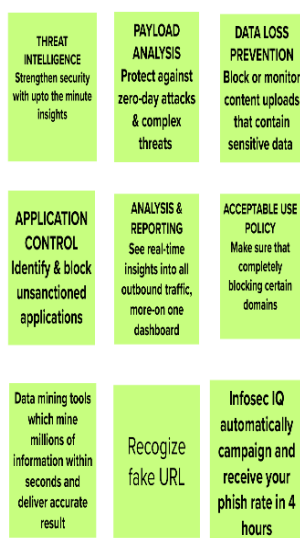 THREAT
INTELLIGENCE
Strengthen security
with upto the minute
insights
PAYLOAD
ANALYSIS
Protect against
zero-day attacks
& complex
threats
DATA LOSS
PREVENTION
Block or monitor
content uploads
that contain
sensitive data
APPLICATION
CONTROL
Identify & block
unsanctioned
applications
ANALYSIS &
REPORTING
See real-time
insights into all
outbound traffic,
more-on one
dashboard
ACCEPTABLE USE
POLICY
Make sure that
completely
blocking certain
domains
Data mining tools
which mine
millions of
information within
seconds and
deliver accurate
result
Recogize
fake URL
Infosec IQ
automatically
campaign and
receive your
phish rate in 4
hours